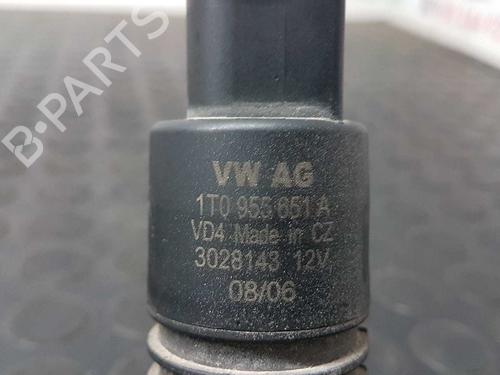 B-PARTS
VW AG
1T0 955 651 A
VD4 Made in CZ
3028143 12V
08/06